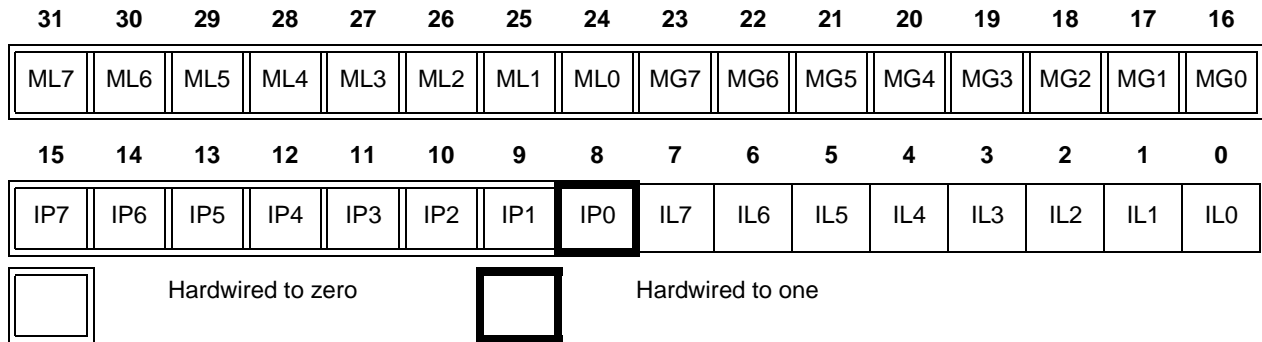 31 30 29 28 27 26 25 24 23 22 21 20 19 18 17 16
ML7 ML6 ML5 ML4 ML3 ML2 ML1 ML0 MG7 MG6 MG5 MG4 MG3 MG2 MG1 MG0
15 14 13 12 11 10 9 8 7 6 5 4 3 2 1 0
IP7 IP6 IP5 IP4 IP3 IP2 IP1 IP0 IL7 IL6 IL5 IL4 IL3 IL2 IL1 IL0
Hardwired to zero Hardwired to one